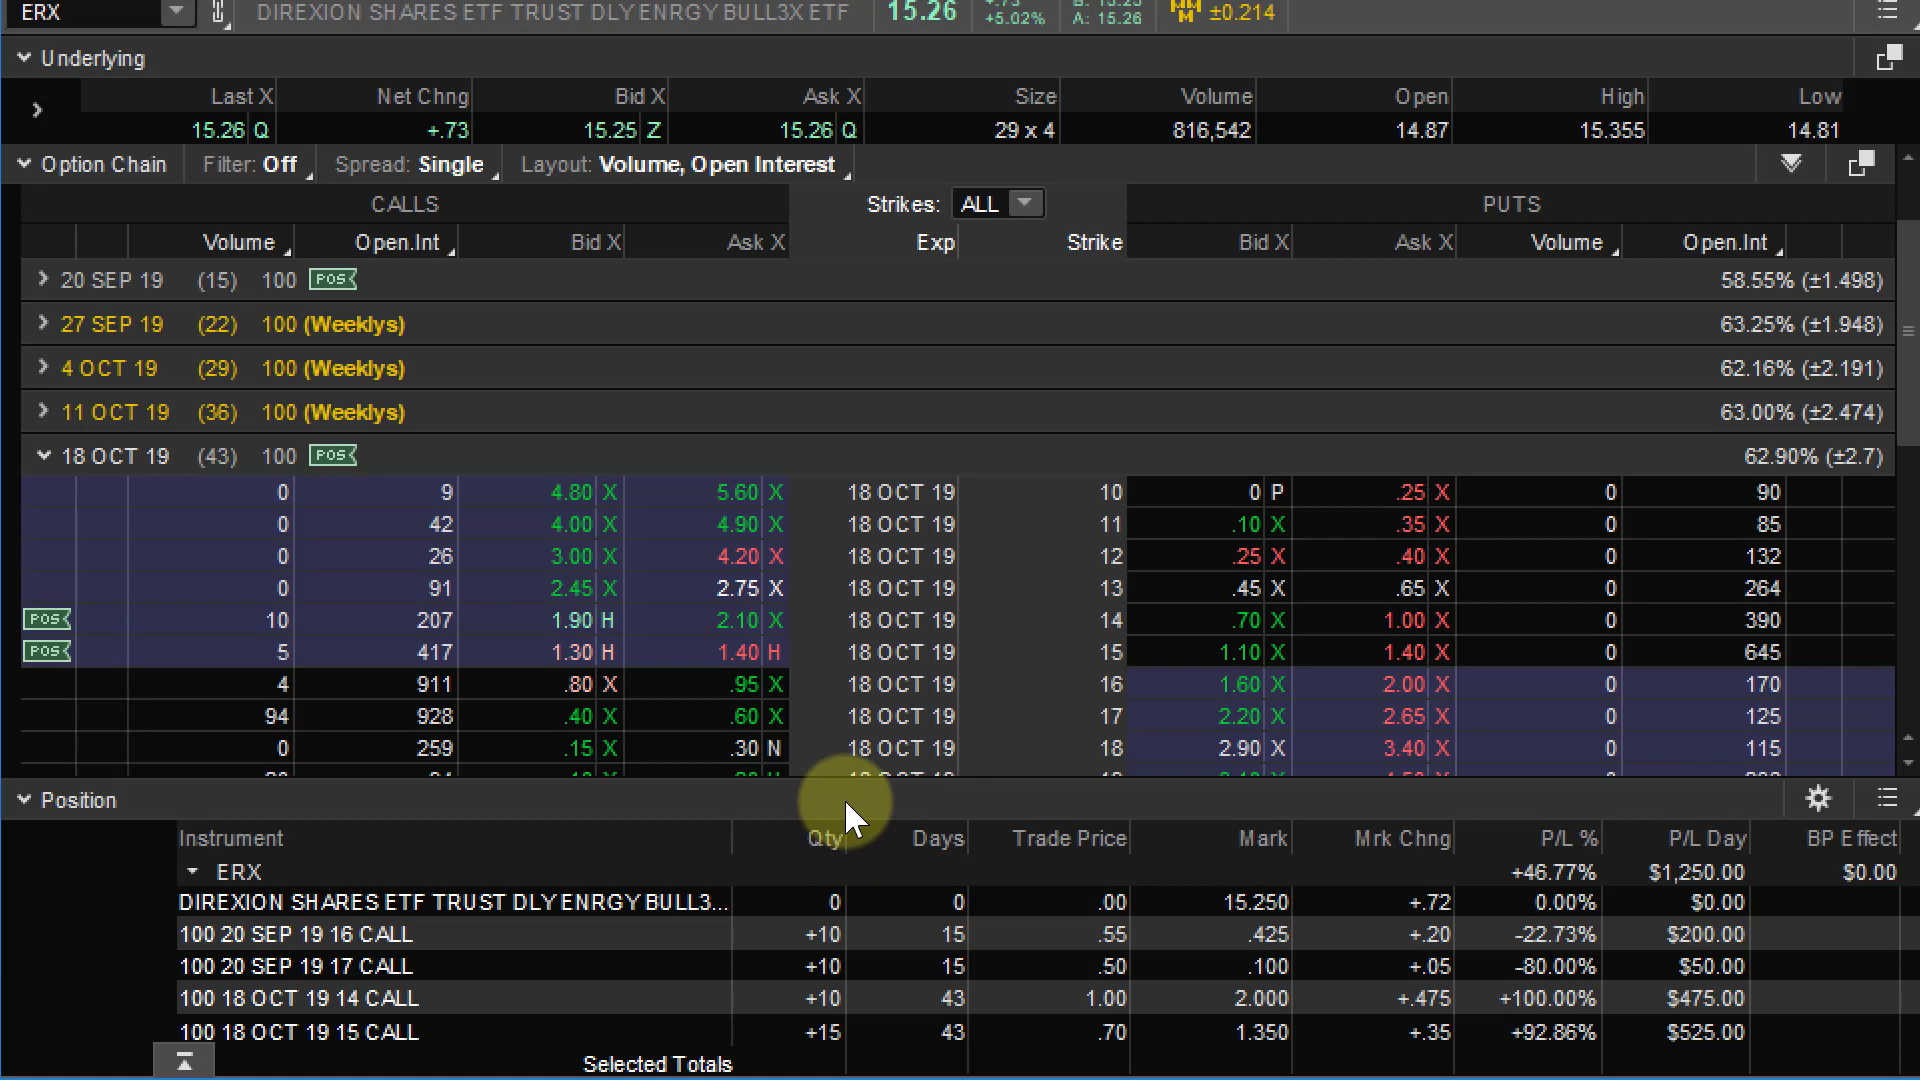 ERX DIREXION SHARES ETF TRUST DLY ENRGY BULL3X ETF 15.26 +5.02% A: 15.26 ±0.214
Underlying
Last X Net Chng Bid X Ask X Size Volume Open High Low
15.26 Q +.73 15.25 Z 15.26 Q 29 x 4 816,542 14.87 15.355 14.81
Option Chain Filter: Off Spread: Single Layout: Volume, Open Interest
CALLS Strikes: ALL PUTS
Volume Open.Int Bid X Ask X Exp Strike Bid X Ask X Volume Open.Int
20 SEP 19 (15) 100 POS 58.55% (±1.498)
27 SEP 19 (22) 100 (Weeklys) 63.25% (±1.948)
4 OCT 19 (29) 100 (Weeklys) 62.16% (±2.191)
11 OCT 19 (36) 100 (Weeklys) 63.00% (±2.474)
18 OCT 19 (43) 100 POS 62.90% (±2.7)
0 9 4.80 X 5.60 X 18 OCT 19 10 0 P .25 X 0 90
0 42 4.00 X 4.90 X 18 OCT 19 11 .10 X .35 X 0 85
0 26 3.00 X 4.20 X 18 OCT 19 12 .25 X .40 X 0 132
0 91 2.45 X 2.75 X 18 OCT 19 13 .45 X .65 X 0 264
POS 10 207 1.90 H 2.10 X 18 OCT 19 14 .70 X 1.00 X 0 390
POS 5 417 1.30 H 1.40 H 18 OCT 19 15 1.10 X 1.40 X 0 645
4 911 .80 X .95 X 18 OCT 19 16 1.60 X 2.00 X 0 170
94 928 .40 X .60 X 18 OCT 19 17 2.20 X 2.65 X 0 125
0 259 .15 X .30 N 18 OCT 19 18 2.90 X 3.40 X 0 115
Position
Instrument Qty Days Trade Price Mark Mrk Chng P/L % P/L Day BP Effect
ERX +46.77% $1,250.00 $0.00
DIREXION SHARES ETF TRUST DLY ENRGY BULL3... 0 0 .00 15.250 +.72 0.00% $0.00
100 20 SEP 19 16 CALL +10 15 .55 .425 +.20 -22.73% $200.00
100 20 SEP 19 17 CALL +10 15 .50 .100 +.05 -80.00% $50.00
100 18 OCT 19 14 CALL +10 43 1.00 2.000 +.475 +100.00% $475.00
100 18 OCT 19 15 CALL +15 43 .70 1.350 +.35 +92.86% $525.00
Selected Totals